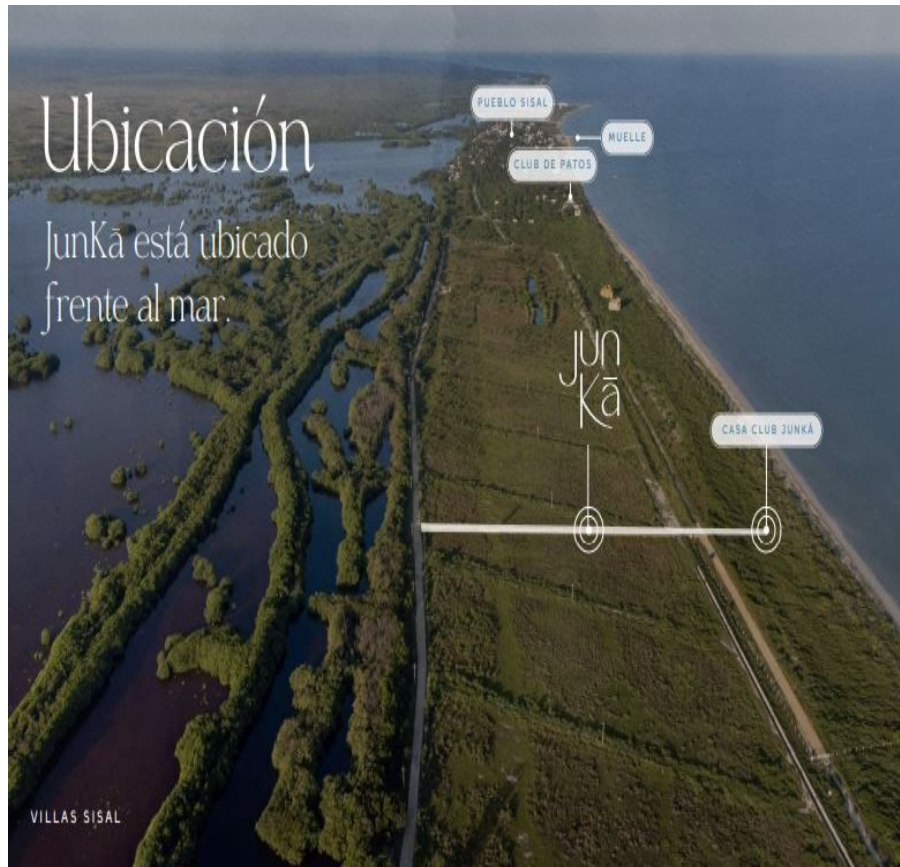 Ubicación
JunKā está ubicado
frente al mar.
PUEBLO SISAL
MUELLE
CLUB DE PATOS
Jun
Kā
CASA CLUB JUNKĀ
VILLAS SISAL